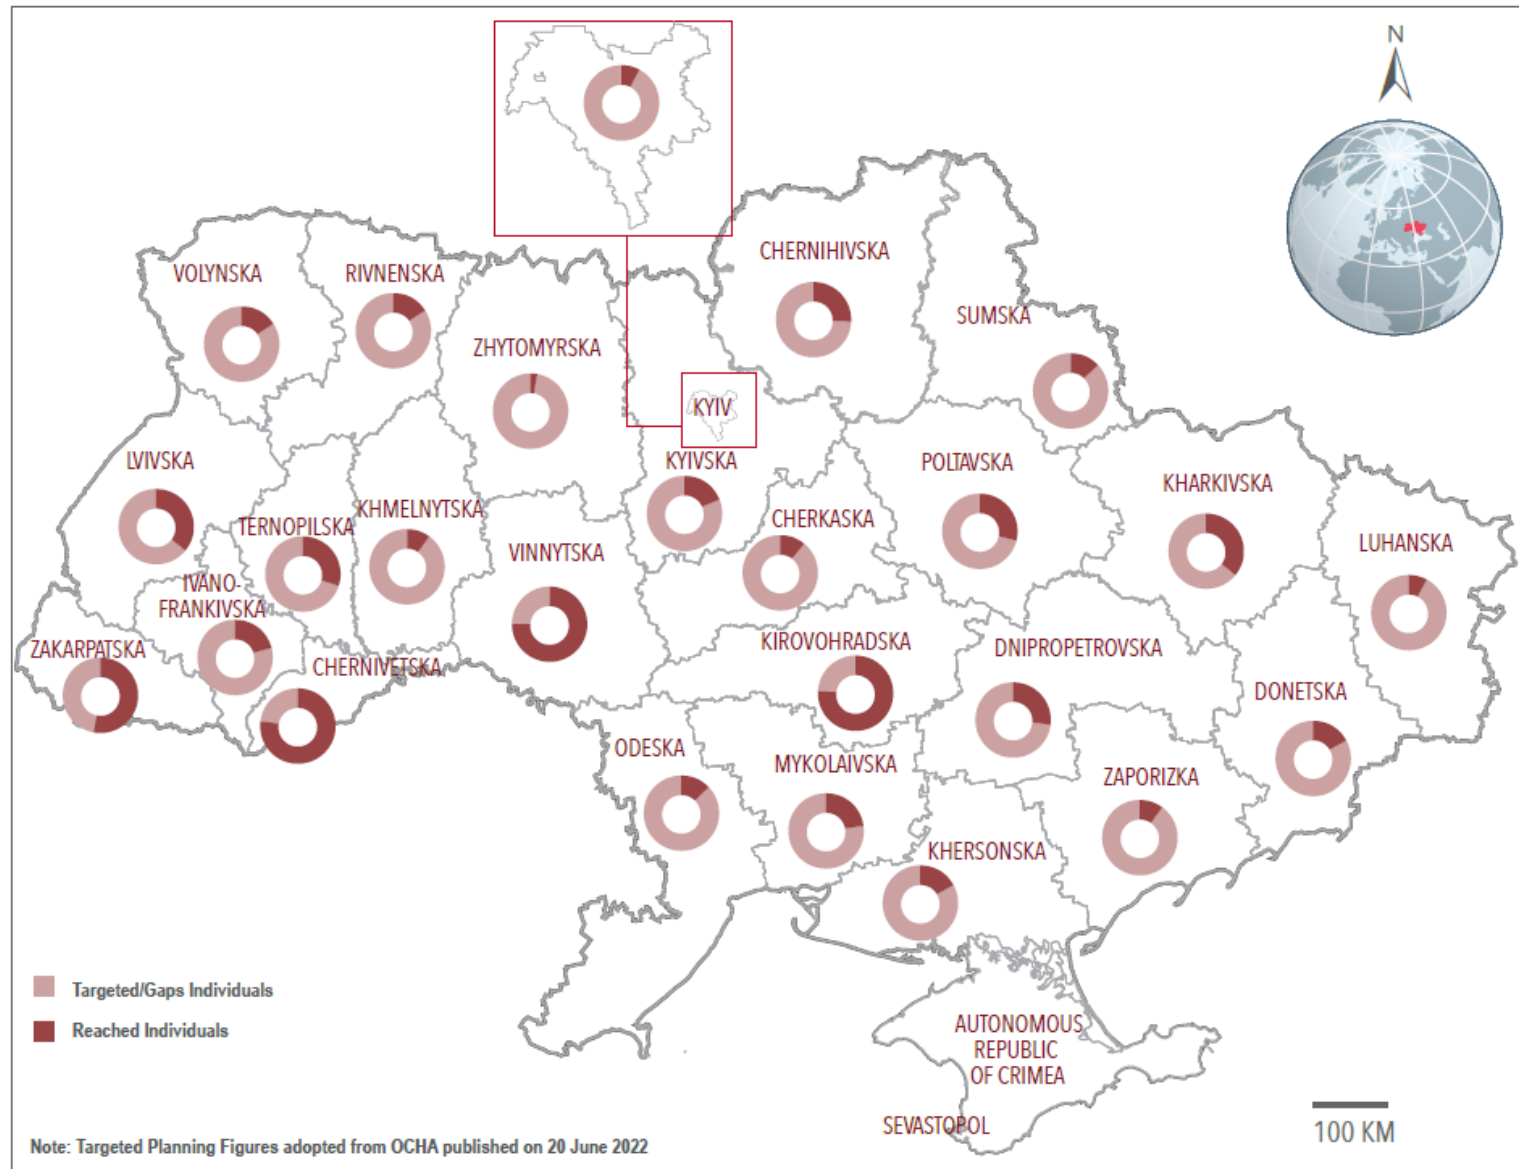 N
CHERNIHIVSKA
VOLYNSKA
RIVNENSKA
SUMSKA
ZHYTOMYRSKA
KYIV
LVIVSKA
KYIVSKA
POLTAVSKA
KHARKIVSKA
TERNOPILSKA
KHMELNYTSKA
CHERKASKA
VINNYTSKA
LUHANSKA
IVANO-
FRANKIVSKA
ZAKARPATSKA
CHERNIVETSKA
KIROVOHRADSKA
DNIPROPETROVSKA
DONETSKA
ODESKA
MYKOLAIVSKA
ZAPORIZKA
KHERSONSKA
Targeted/Gaps Individuals
Reached Individuals
AUTONOMOUS
REPUBLIC
OF CRIMEA
SEVASTOPOL
100 KM
Note: Targeted Planning Figures adopted from OCHA published on 20 June 2022